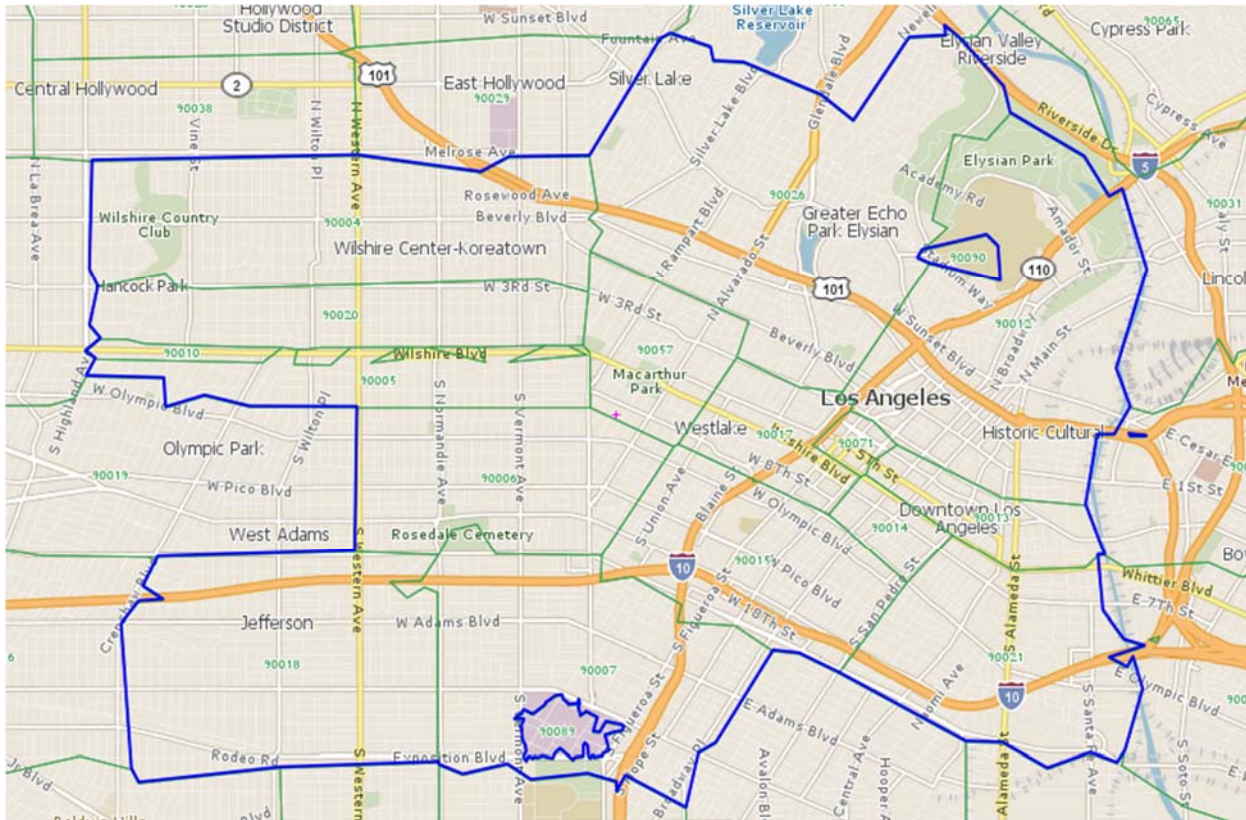 Hollywood
Studio District
W Sunset Blvd
Silver Lake
Reservoir
90065
Cypress Park
Fountain Ave
Elysian Valley
Riverside
Glendale Blvd
101
East Hollywood
90029
Silver Lake
Central Hollywood
2
90038
N Western Ave
Silver Lake Blvd
Riverside Dr
Cypress Ave
N La Brea Ave
Vine St
N Wilton Pl
Melrose Ave
Elysian Park
5
Rosewood Ave
Academy Rd
90026
Wilshire Country
Club
90004
Beverly Blvd
N Rampart Blvd
Greater Echo
Park Elysian
90031
Amador St
Wilshire Center-Koreatown
N Alvarado St
90090
Stadium Way
110
Hancock Park
W 3Rd St
101
W 3Rd St
90020
W Sunset Blvd
90012
N Broadway
N Main St
90010
Wilshire Blvd
90057
Beverly Blvd
S Highland Ave
90005
Macarthur
Park
W Olympic Blvd
S Wilton Pl
S Normandie Ave
S Vermont Ave
Los Angeles
Olympic Park
Westlake
90017
Wilshire Blvd
90071
5Th St
Historic Cultural
E Cesar E
90019
W Pico Blvd
90006
W 8Th St
E 1St St
S Union Ave
Blaine St
W Olympic Blvd
Downtown Los
Angeles
90013
90014
West Adams
Rosedale Cemetery
90015
W Pico Blvd
10
Whittier Blvd
Crenshaw Blvd
S Western Ave
S Figueroa St
W 18Th St
S San Pedro St
S Alameda St
E 7Th St
Jefferson
W Adams Blvd
90018
90007
90021
E Olympic Blvd
10
Naomi Ave
90089
S Vermont Ave
S Figueroa St
E Adams Blvd
S Santa Fe Ave
S Soto St
Rodeo Rd
Exposition Blvd
S Hope St
Broadway Pl
Central Ave
Alameda St
S Western